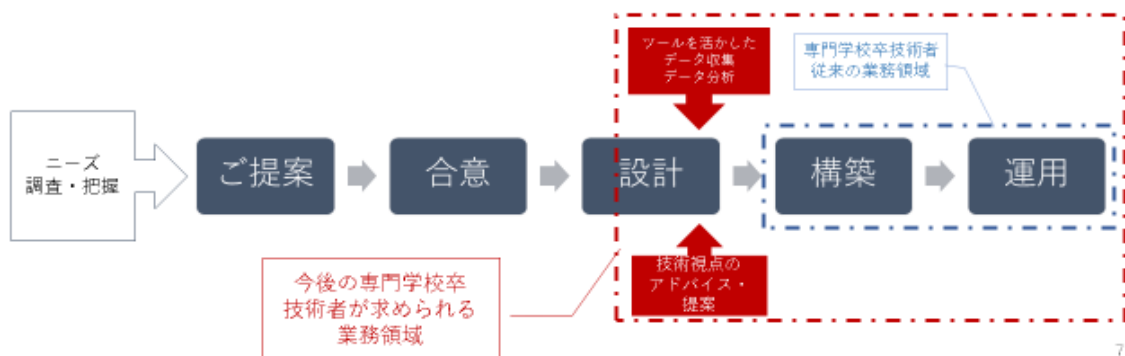 ツールを活かした
データ収集
データ分析
専門学校卒技術者
従来の業務領域
ニーズ
調査・把握
ご提案
合意
設計
構築
運用
技術視点の
アドバイス・
提案
今後の専門学校卒
技術者が求められる
業務領域
7